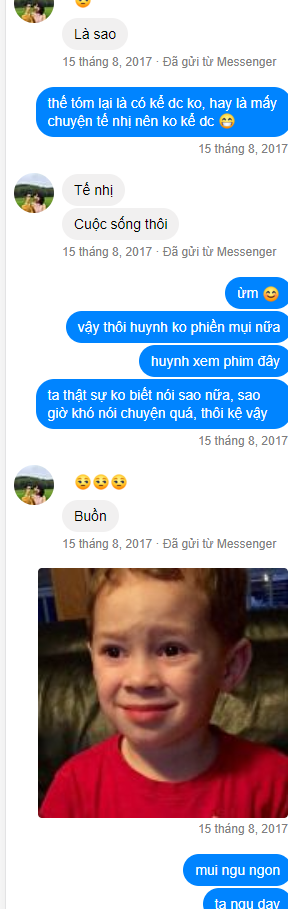 Là sao
15 tháng 8, 2017 · Đã gửi từ Messenger
thế tóm lại là có kể dc ko, hay là mấy
chuyện tế nhị nên ko kể dc 😁
15 tháng 8, 2017
Tế nhị
Cuộc sống thôi
15 tháng 8, 2017 · Đã gửi từ Messenger
ừm 😊
vậy thôi huynh ko phiền mụi nữa
huynh xem phim đây
ta thật sự ko biết nói sao nữa, sao
giờ khó nói chuyện quá, thôi kệ vậy
15 tháng 8, 2017
😒😒😒
Buồn
15 tháng 8, 2017 · Đã gửi từ Messenger
15 tháng 8, 2017
mui ngu ngon
ta ngu day